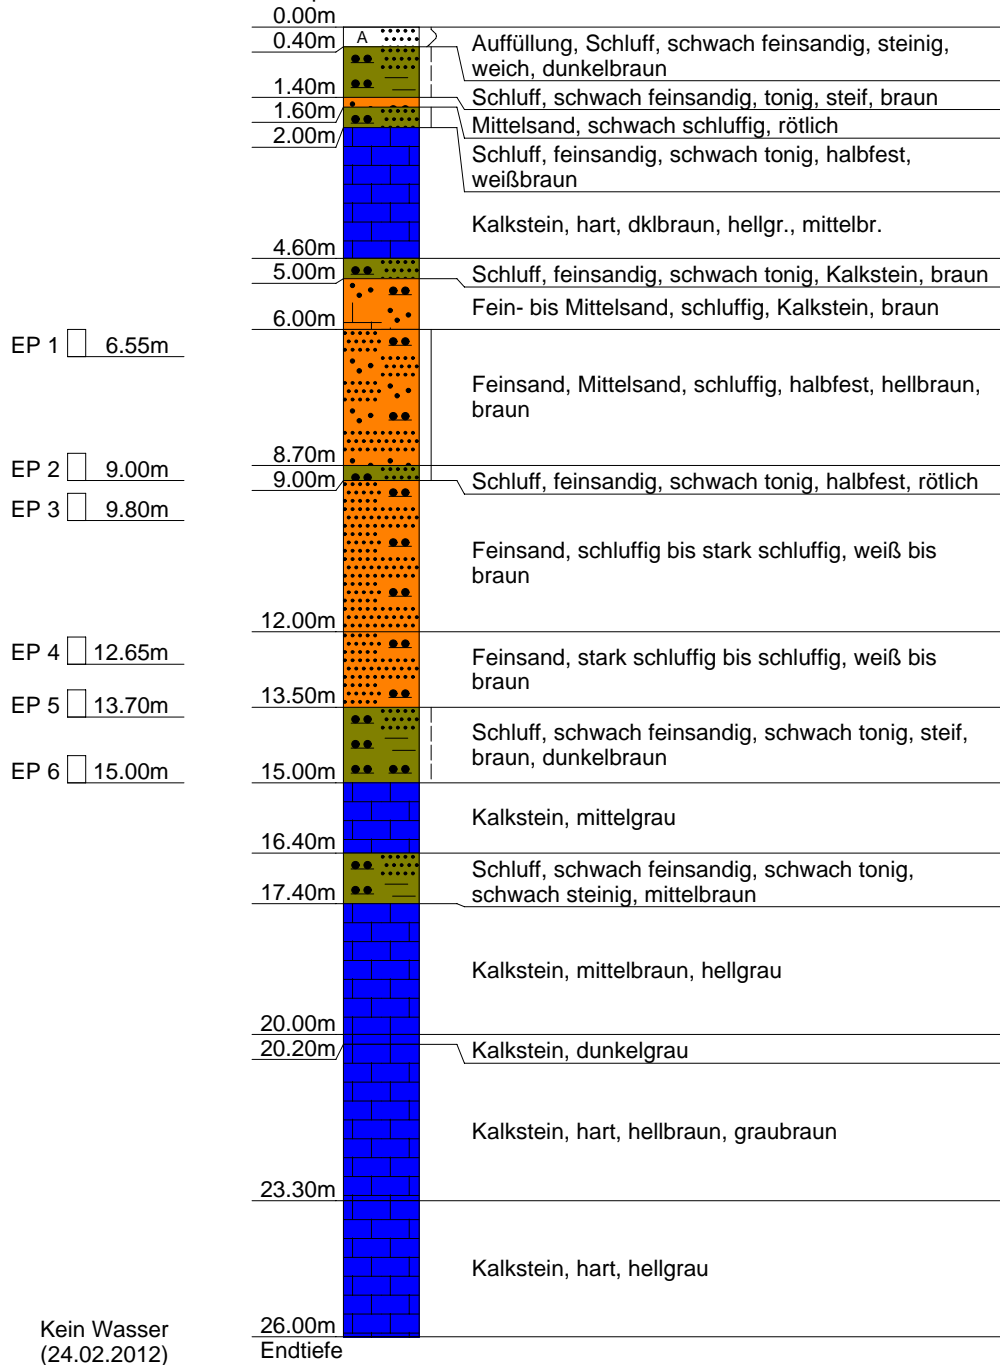 0.00m
0.40m
A
Auffüllung, Schluff, schwach feinsandig, steinig,
weich, dunkelbraun
1.40m
Schluff, schwach feinsandig, tonig, steif, braun
1.60m
Mittelsand, schwach schluffig, rötlich
2.00m
Schluff, feinsandig, schwach tonig, halbfest,
weißbraun
Kalkstein, hart, dklbraun, hellgr., mittelbr.
4.60m
5.00m
Schluff, feinsandig, schwach tonig, Kalkstein, braun
Fein- bis Mittelsand, schluffig, Kalkstein, braun
6.00m
EP 1 6.55m
Feinsand, Mittelsand, schluffig, halbfest, hellbraun,
braun
8.70m
EP 2 9.00m
9.00m
Schluff, feinsandig, schwach tonig, halbfest, rötlich
EP 3 9.80m
Feinsand, schluffig bis stark schluffig, weiß bis
braun
12.00m
EP 4 12.65m
Feinsand, stark schluffig bis schluffig, weiß bis
braun
13.50m
EP 5 13.70m
Schluff, schwach feinsandig, schwach tonig, steif,
braun, dunkelbraun
EP 6 15.00m
15.00m
Kalkstein, mittelgrau
16.40m
Schluff, schwach feinsandig, schwach tonig,
schwach steinig, mittelbraun
17.40m
Kalkstein, mittelbraun, hellgrau
20.00m
20.20m
Kalkstein, dunkelgrau
Kalkstein, hart, hellbraun, graubraun
23.30m
Kalkstein, hart, hellgrau
26.00m
Endtiefe
Kein Wasser
(24.02.2012)